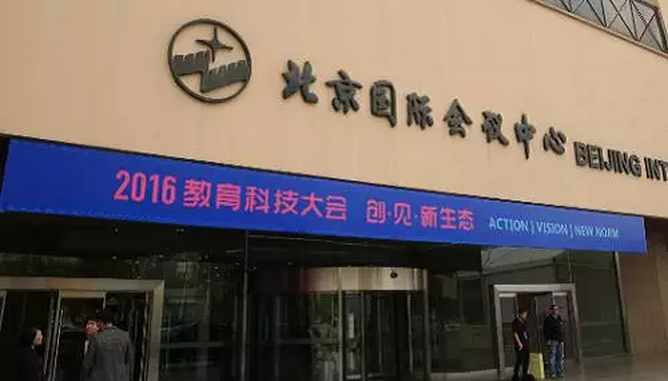 北京国际会议中心 BEIJING INT
2016 教育科技大会 创·见·新生态 ACTION | VISION | NEW NORM